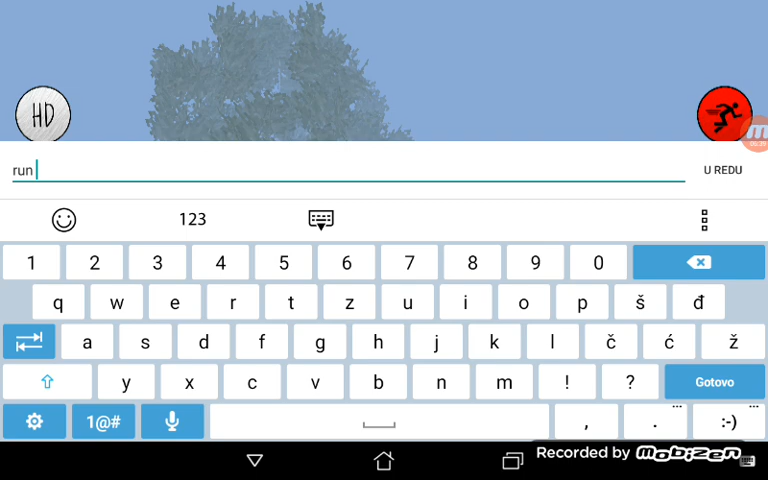 HD
run
U REDU
123
1 2 3 4 5 6 7 8 9 0
q w e r t z u i o p š đ
a s d f g h j k l č ć ž
y x c v b n m ! ? Gotovo
1@# , . :-)
Recorded by mobizen